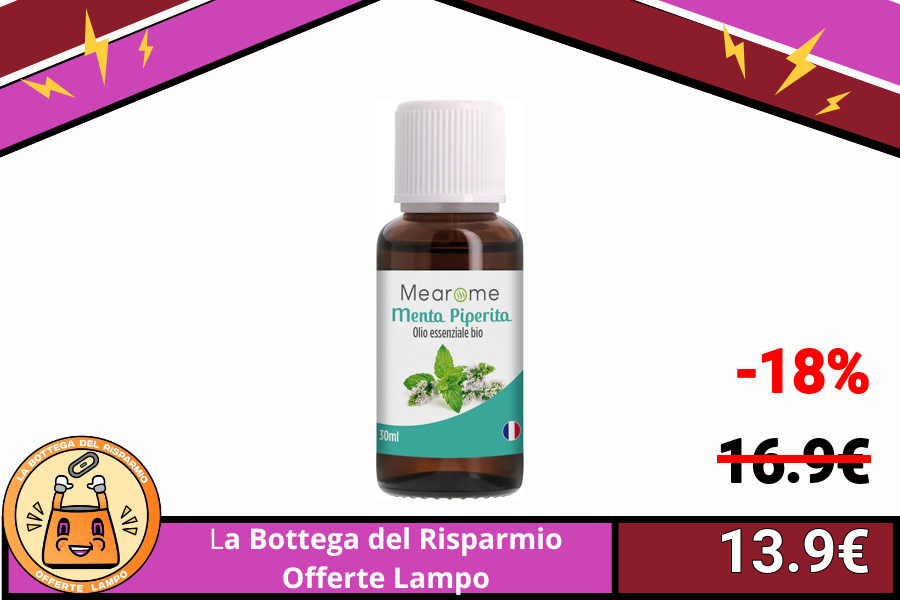 Mearome
Menta Piperita
Olio essenziale bio
30ml
-18%
16.9€
LA BOTTEGA DEL RISPARMIO
OFFERTE LAMPO
La Bottega del Risparmio
Offerte Lampo
13.9€